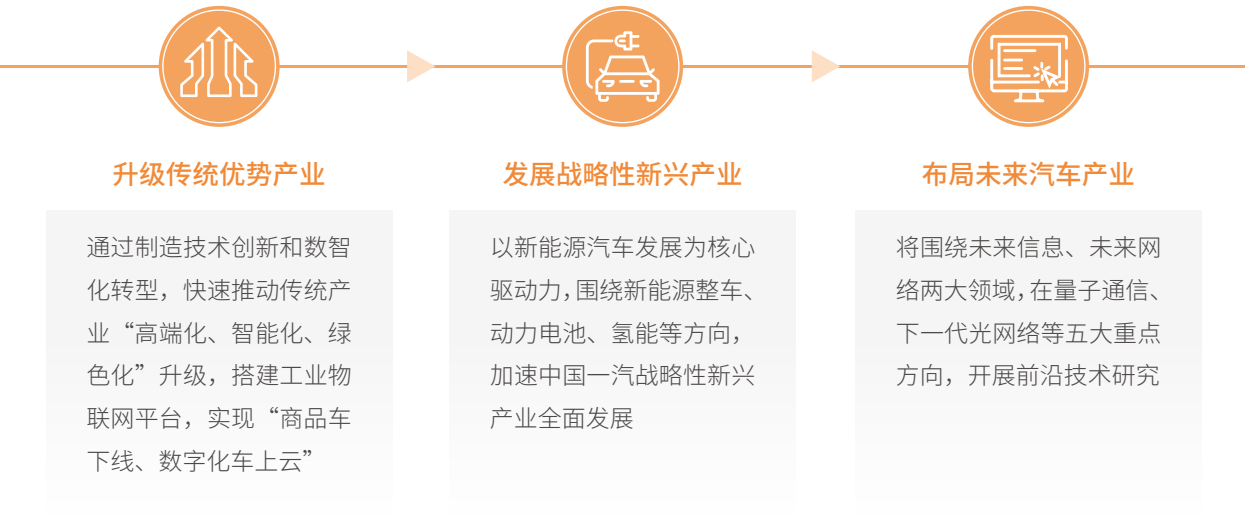 升级传统优势产业
通过制造技术创新和数智
化转型，快速推动传统产
业“高端化、智能化、绿
色化”升级，搭建工业物
联网平台，实现“商品车
下线、数字化车上云”
发展战略性新兴产业
以新能源汽车发展为核心
驱动力，围绕新能源整车、
动力电池、氢能等方向，
加速中国一汽战略性新兴
产业全面发展
布局未来汽车产业
将围绕未来信息、未来网
络两大领域，在量子通信、
下一代光网络等五大重点
方向，开展前沿技术研究